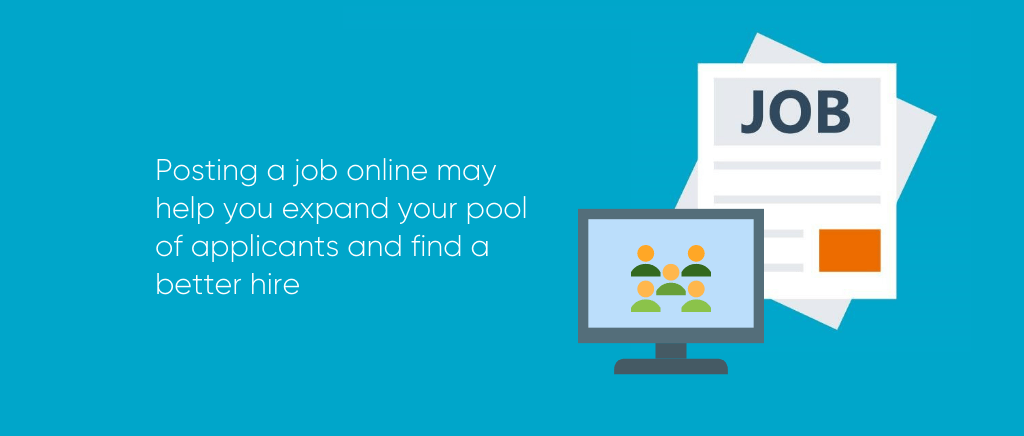 Posting a job online may
help you expand your pool
of applicants and find a
better hire
JOB